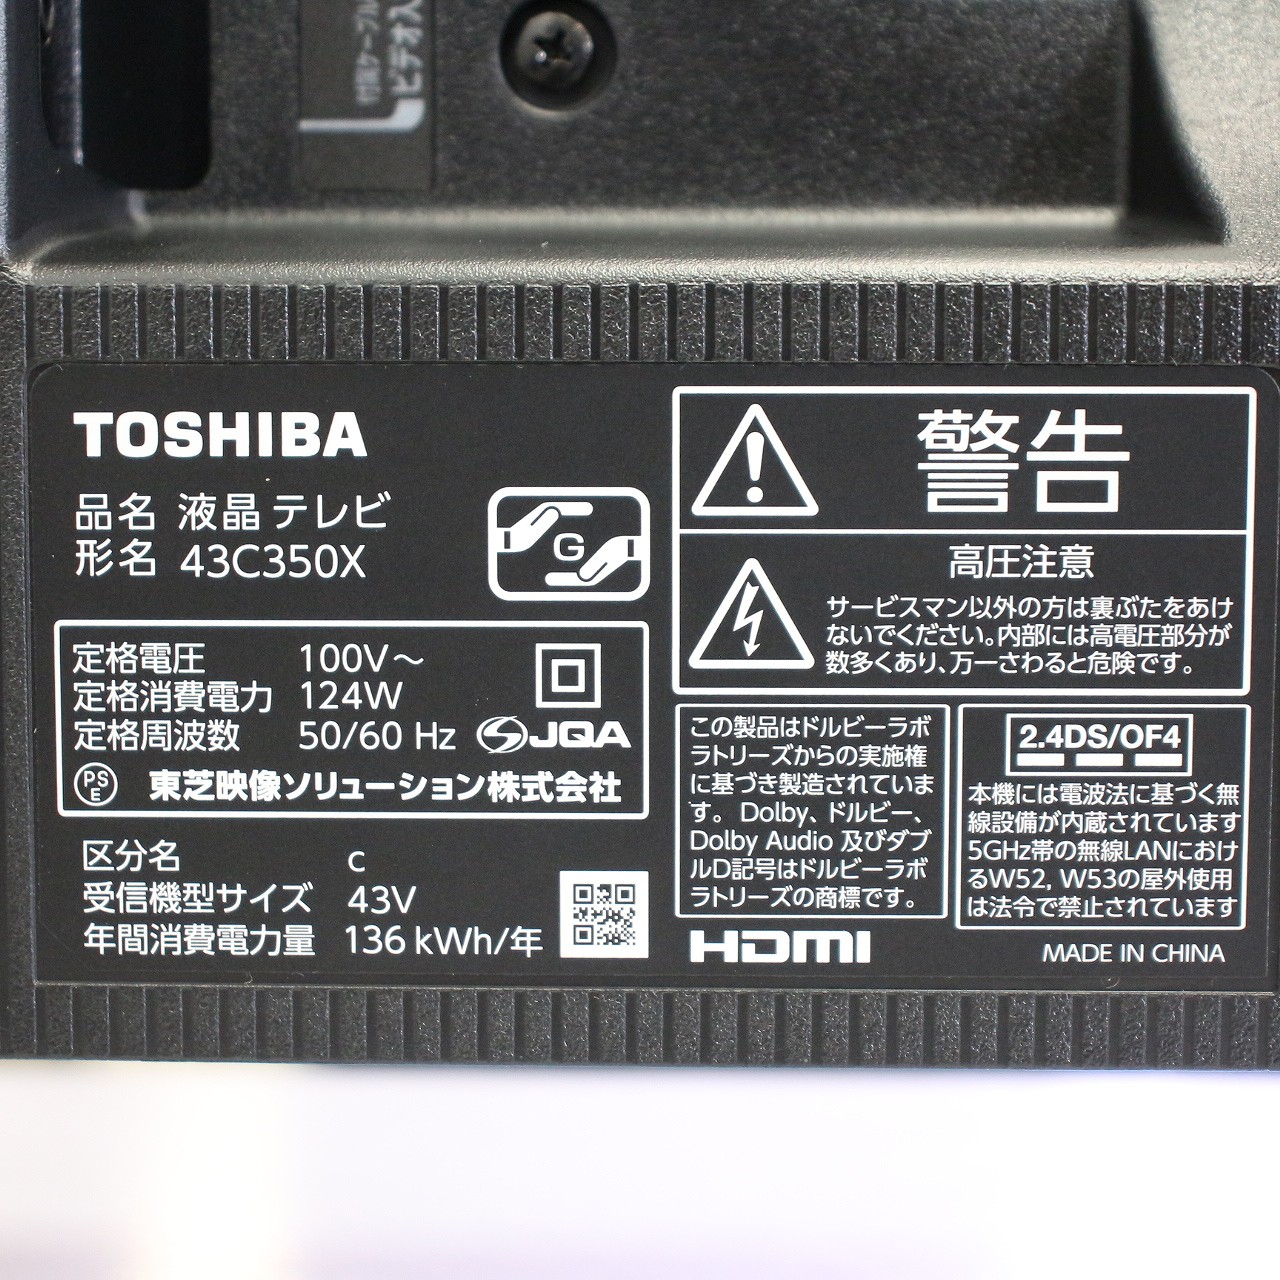 付属ケーブル
ビデオ入
TOSHIBA
品名 液晶テレビ
形名 43C350X
G
定格電圧 100V～
定格消費電力 124W
定格周波数 50/60 Hz JQA
PSE 東芝映像ソリューション株式会社
区分名 c
受信機型サイズ 43V
年間消費電力量 136 kWh/年
警告
高圧注意
サービスマン以外の方は裏ぶたをあけ
ないでください。内部には高電圧部分が
数多くあり、万一さわると危険です。
この製品はドルビーラボ
ラトリーズからの実施権
に基づき製造されていま
す。 Dolby、ドルビー、
Dolby Audio 及びダブ
ルD記号はドルビーラボ
ラトリーズの商標です。
HDMI
2.4DS/OF4
本機には電波法に基づく無
線設備が内蔵されています
5GHz帯の無線LANにおけ
るW52, W53の屋外使用
は法令で禁止されています
MADE IN CHINA